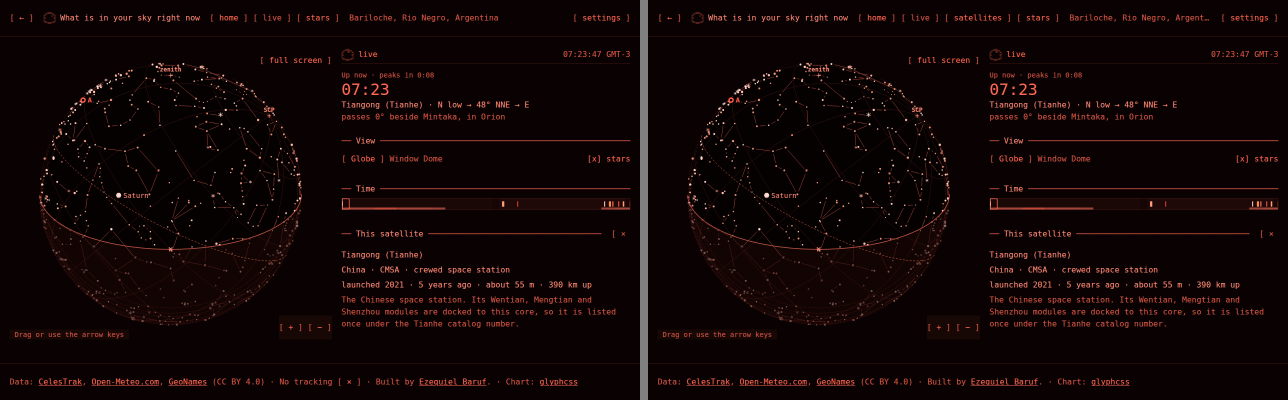 [ ← ] What is in your sky right now [ home ] [ live ] [ stars ] Bariloche, Rio Negro, Argentina [ settings ]
[ full screen ]
live 07:23:47 GMT-3
Up now · peaks in 0:08
07:23
Tiangong (Tianhe) · N low → 48° NNE → E
passes 0° beside Mintaka, in Orion
View
[ Globe ] Window Dome [x] stars
Time
This satellite [ ×
Tiangong (Tianhe)
China · CMSA · crewed space station
launched 2021 · 5 years ago · about 55 m · 390 km up
The Chinese space station. Its Wentian, Mengtian and
Shenzhou modules are docked to this core, so it is listed
once under the Tianhe catalog number.
zenith
A
SCP
Saturn
Drag or use the arrow keys
[ + ] [ − ]
Data: CelesTrak, Open-Meteo.com, GeoNames (CC BY 4.0) · No tracking [ × ] · Built by Ezequiel Baruf. · Chart: glyphcss
[ ← ] What is in your sky right now [ home ] [ live ] [ satellites ] [ stars ] Bariloche, Rio Negro, Argent… [ settings ]
[ full screen ]
live 07:23:47 GMT-3
Up now · peaks in 0:08
07:23
Tiangong (Tianhe) · N low → 48° NNE → E
passes 0° beside Mintaka, in Orion
View
[ Globe ] Window Dome [x] stars
Time
This satellite [ ×
Tiangong (Tianhe)
China · CMSA · crewed space station
launched 2021 · 5 years ago · about 55 m · 390 km up
The Chinese space station. Its Wentian, Mengtian and
Shenzhou modules are docked to this core, so it is listed
once under the Tianhe catalog number.
zenith
A
SCP
Saturn
Drag or use the arrow keys
[ + ] [ − ]
Data: CelesTrak, Open-Meteo.com, GeoNames (CC BY 4.0) · Built by Ezequiel Baruf. · Chart: glyphcss